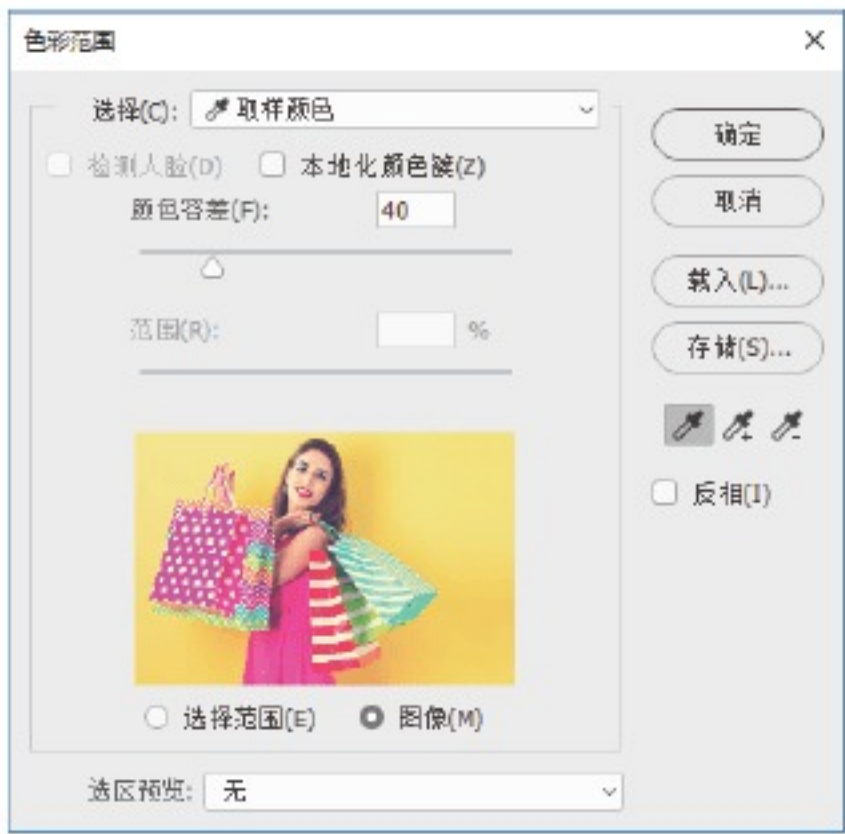 色彩范围
选择(C): 取样颜色
检测人脸(D) 本地化颜色簇(Z)
颜色容差(F): 40
范围(R): %
选择范围(E) 图像(M)
选区预览: 无
确定
取消
载入(L)...
存储(S)...
反相(I)